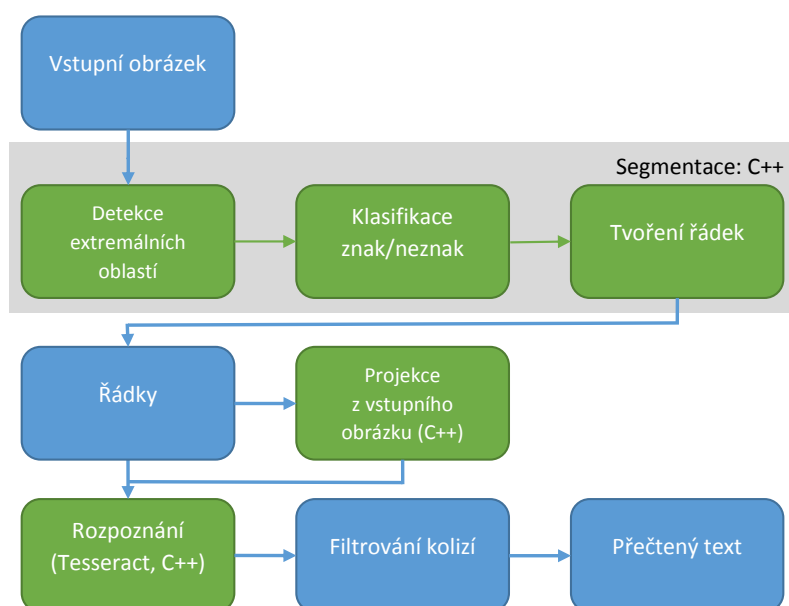 Vstupní obrázek
Segmentace: C++
Detekce
extremálních
oblastí
Klasifikace
znak/neznak
Tvoření řádek
Řádky
Projekce
z vstupního
obrázku (C++)
Rozpoznání
(Tesseract, C++)
Filtrování kolizí
Přečtený text